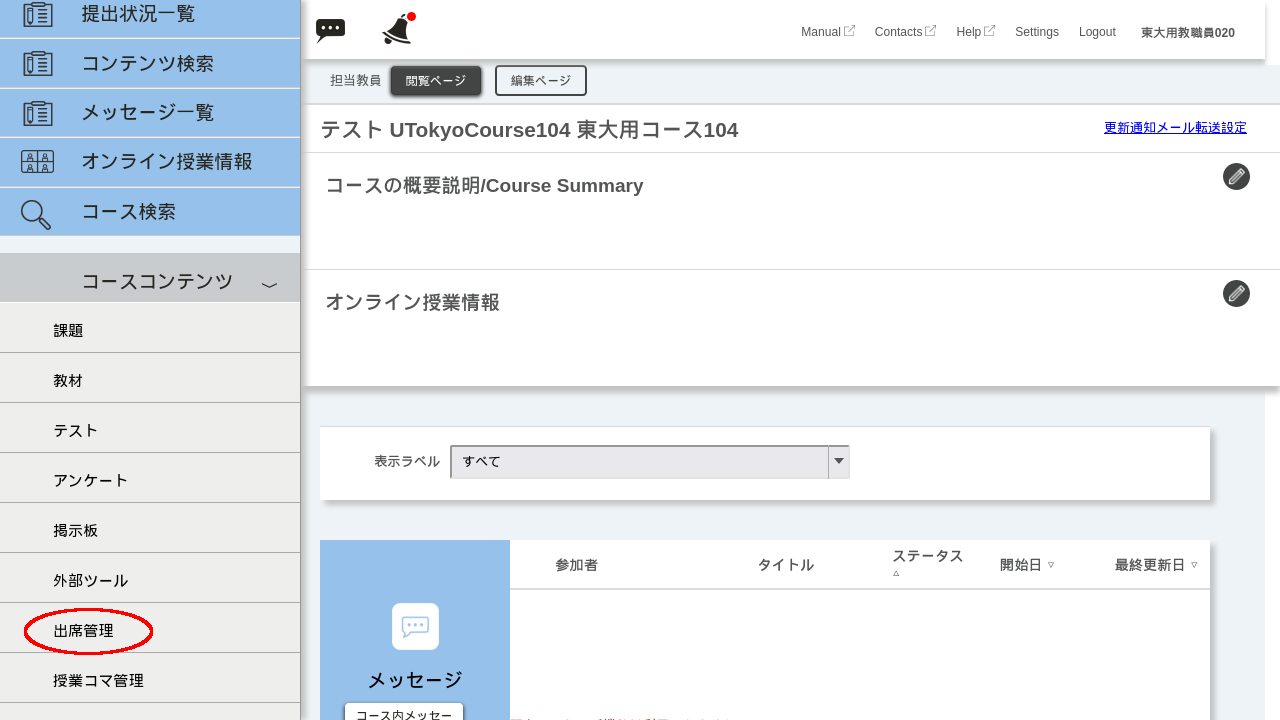 提出状況一覧
コンテンツ検索
メッセージ一覧
オンライン授業情報
コース検索
コースコンテンツ
課題
教材
テスト
アンケート
掲示板
外部ツール
出席管理
授業コマ管理
Manual Contacts Help Settings Logout 東大用教職員020
担当教員 閲覧ページ 編集ページ
テスト UTokyoCourse104 東大用コース104 更新通知メール転送設定
コースの概要説明/Course Summary
オンライン授業情報
表示ラベル すべて
参加者 タイトル ステータス △ 開始日 ▽ 最終更新日 ▽
メッセージ
コース内メッセー